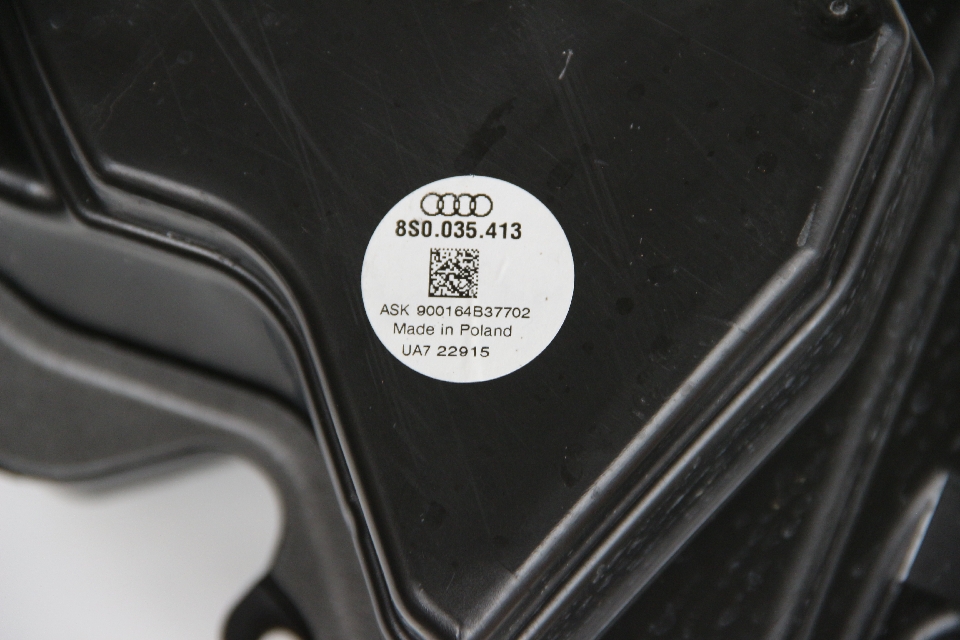 8S0.035.413
ASK 900164B37702
Made in Poland
UA7 22915